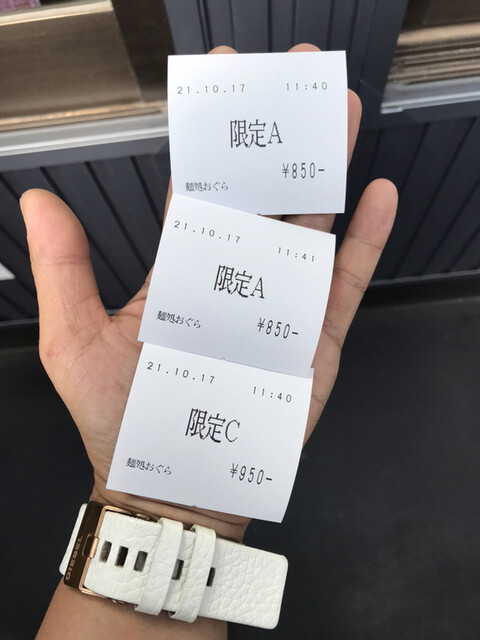 21.10.17 11:40
限定A
¥850-
麺処おぐら
21.10.17 11:41
限定A
麺処おぐら ¥850-
21.10.17 11:40
限定C
麺処おぐら ¥950-
DIESEL